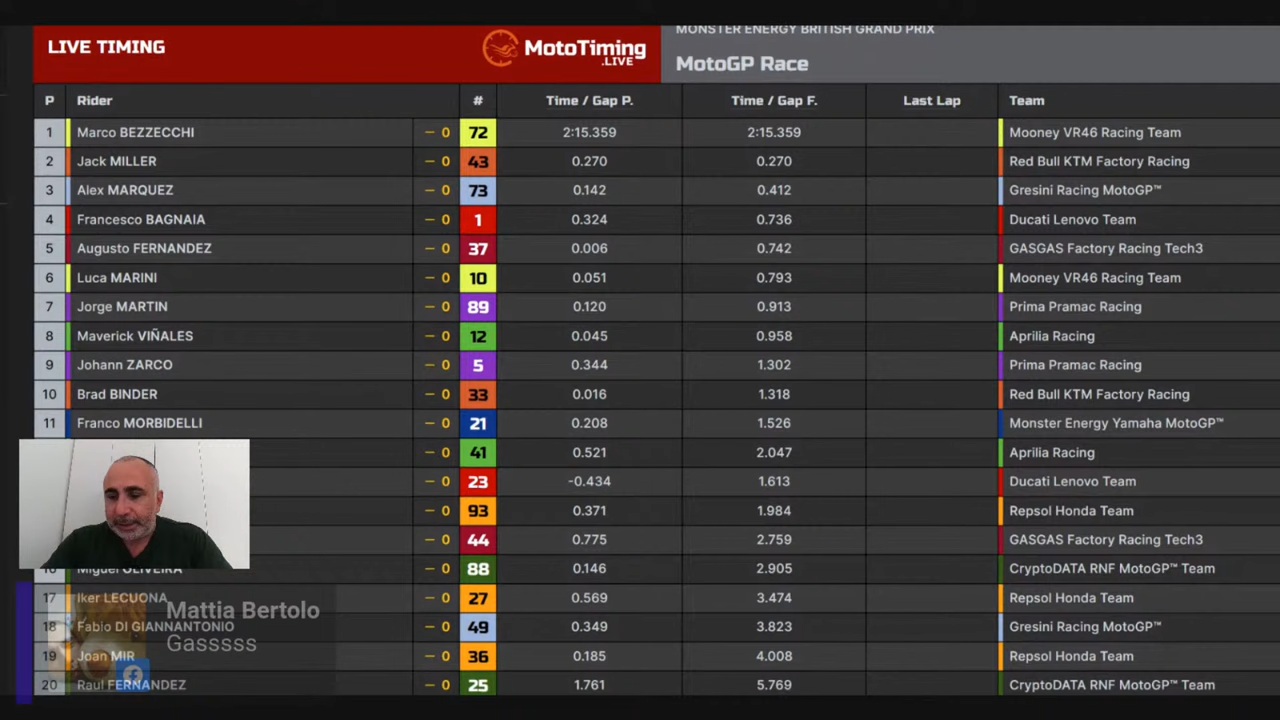 LIVE TIMING
MotoTiming
.LIVE
MONSTER ENERGY BRITISH GRAND PRIX
MotoGP Race
P Rider # Time / Gap P. Time / Gap F. Last Lap Team
1 Marco BEZZECCHI – 0 72 2:15.359 2:15.359 Mooney VR46 Racing Team
2 Jack MILLER – 0 43 0.270 0.270 Red Bull KTM Factory Racing
3 Alex MARQUEZ – 0 73 0.142 0.412 Gresini Racing MotoGP™
4 Francesco BAGNAIA – 0 1 0.324 0.736 Ducati Lenovo Team
5 Augusto FERNANDEZ – 0 37 0.006 0.742 GASGAS Factory Racing Tech3
6 Luca MARINI – 0 10 0.051 0.793 Mooney VR46 Racing Team
7 Jorge MARTIN – 0 89 0.120 0.913 Prima Pramac Racing
8 Maverick VIÑALES – 0 12 0.045 0.958 Aprilia Racing
9 Johann ZARCO – 0 5 0.344 1.302 Prima Pramac Racing
10 Brad BINDER – 0 33 0.016 1.318 Red Bull KTM Factory Racing
11 Franco MORBIDELLI – 0 21 0.208 1.526 Monster Energy Yamaha MotoGP™
– 0 41 0.521 2.047 Aprilia Racing
– 0 23 -0.434 1.613 Ducati Lenovo Team
– 0 93 0.371 1.984 Repsol Honda Team
– 0 44 0.775 2.759 GASGAS Factory Racing Tech3
Miguel OLIVEIRA – 0 88 0.146 2.905 CryptoDATA RNF MotoGP™ Team
17 Iker LECUONA – 0 27 0.569 3.474 Repsol Honda Team
Mattia Bertolo
18 Fabio DI GIANNANTONIO – 0 49 0.349 3.823 Gresini Racing MotoGP™
Gasssss
19 Joan MIR – 0 36 0.185 4.008 Repsol Honda Team
20 Raul FERNANDEZ – 0 25 1.761 5.769 CryptoDATA RNF MotoGP™ Team